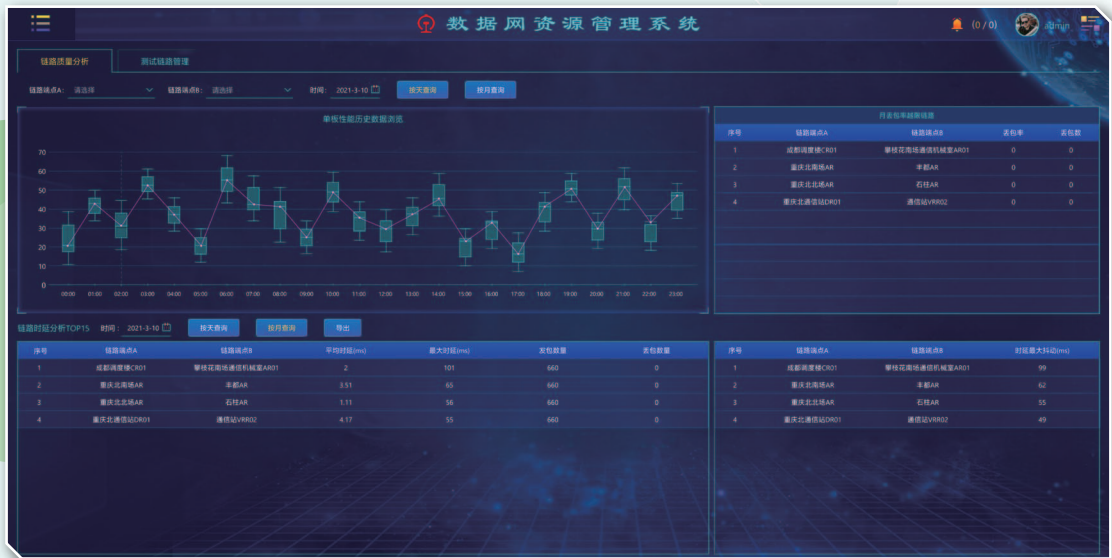 数据网资源管理系统
(0 / 0)
admin
链路质量分析 测试链路管理
链路端点A: 请选择 链路端点B: 请选择 时间: 2021-3-10 按天查询 按月查询
单板性能历史数据浏览
70
60
50
40
30
20
10
0
00:00 01:00 02:00 03:00 04:00 05:00 06:00 07:00 08:00 09:00 10:00 11:00 12:00 13:00 14:00 15:00 16:00 17:00 18:00 19:00 20:00 21:00 22:00 23:00
月丢包率越限链路
序号 链路端点A 链路端点B 丢包率 丢包数
1 成都调度楼CR01 攀枝花南场通信机械室AR01 0 0
2 重庆北南场AR 丰都AR 0 0
3 重庆北北场AR 石柱AR 0 0
4 重庆北通信站DR01 通信站VRR02 0 0
链路时延分析TOP15 时间: 2021-3-10 按天查询 按月查询 导出
序号 链路端点A 链路端点B 平均时延(ms) 最大时延(ms) 发包数量 丢包数量
1 成都调度楼CR01 攀枝花南场通信机械室AR01 2 101 660 0
2 重庆北南场AR 丰都AR 3.51 65 660 0
3 重庆北北场AR 石柱AR 1.11 56 660 0
4 重庆北通信站DR01 通信站VRR02 4.17 55 660 0
序号 链路端点A 链路端点B 时延最大抖动(ms)
1 成都调度楼CR01 攀枝花南场通信机械室AR01 99
2 重庆北南场AR 丰都AR 62
3 重庆北北场AR 石柱AR 55
4 重庆北通信站DR01 通信站VRR02 49